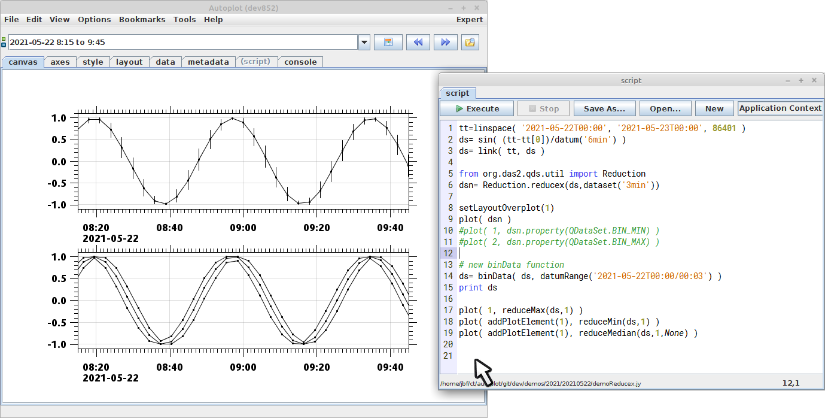 Autoplot (dev852)
File Edit View Options Bookmarks Tools Help Expert
2021-05-22 8:15 to 9:45
canvas axes style layout data metadata (script) console
1.0
0.5
0.0
-0.5
-1.0
08:20 08:40 09:00 09:20 09:40
2021-05-22
1.0
0.5
0.0
-0.5
-1.0
08:20 08:40 09:00 09:20 09:40
2021-05-22
script
script
Execute Stop Save As... Open... New Application Context
1 tt=linspace( '2021-05-22T00:00', '2021-05-23T00:00', 86401 )
2 ds= sin( (tt-tt[0])/datum('6min') )
3 ds= link( tt, ds )
4
5 from org.das2.qds.util import Reduction
6 dsn= Reduction.reducex(ds,dataset('3min'))
7
8 setLayoutOverplot(1)
9 plot( dsn )
10 #plot( 1, dsn.property(QDataSet.BIN_MIN) )
11 #plot( 2, dsn.property(QDataSet.BIN_MAX) )
12
13 # new binData function
14 ds= binData( ds, datumRange('2021-05-22T00:00/00:03') )
15 print ds
16
17 plot( 1, reduceMax(ds,1) )
18 plot( addPlotElement(1), reduceMin(ds,1) )
19 plot( addPlotElement(1), reduceMedian(ds,1,None) )
20
21
/home/jbf/ct/autoplot/git/dev/demos/2021/20210522/demoReducex.jy 12,1